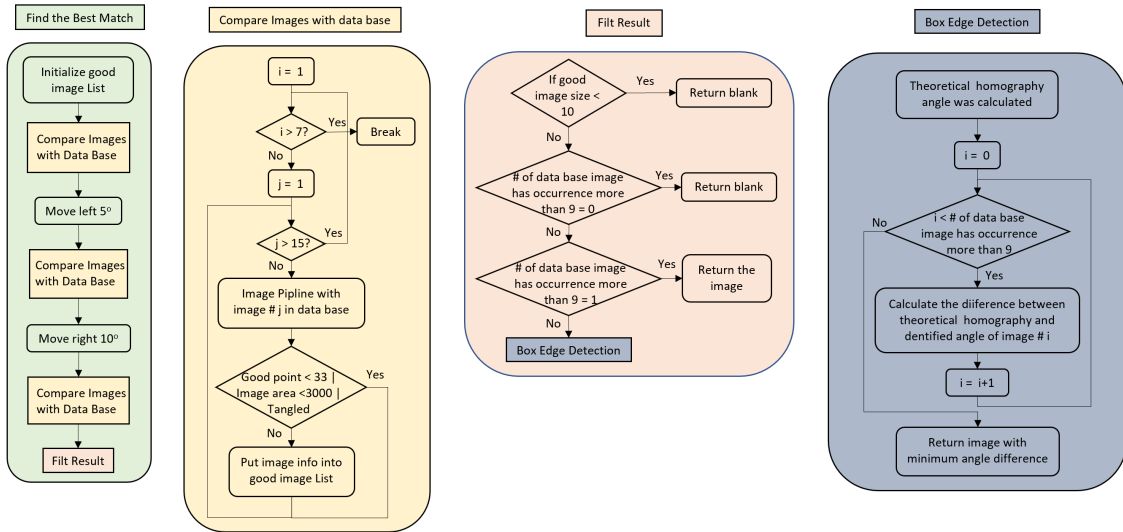 Find the Best Match
Initialize good
image List
Compare Images
with Data Base
Move left 5°
Compare Images
with Data Base
Move right 10°
Compare Images
with Data Base
Filt Result
Compare Images with data base
i = 1
i > 7?
Yes
Break
No
j = 1
j > 15?
Yes
No
Image Pipline with
image # j in data base
Good point < 33 |
Image area <3000 |
Tangled
Yes
No
Put image info into
good image List
Filt Result
If good
image size <
10
Yes
Return blank
No
# of data base image
has occurrence more
than 9 = 0
Yes
Return blank
No
# of data base image
has occurrence more
than 9 = 1
Yes
Return the
image
No
Box Edge Detection
Box Edge Detection
Theoretical homography
angle was calculated
i = 0
i < # of data base
image has occurrence
more than 9
No
Yes
Calculate the diiference between
theoretical homography and
dentified angle of image # i
i = i+1
Return image with
minimum angle difference